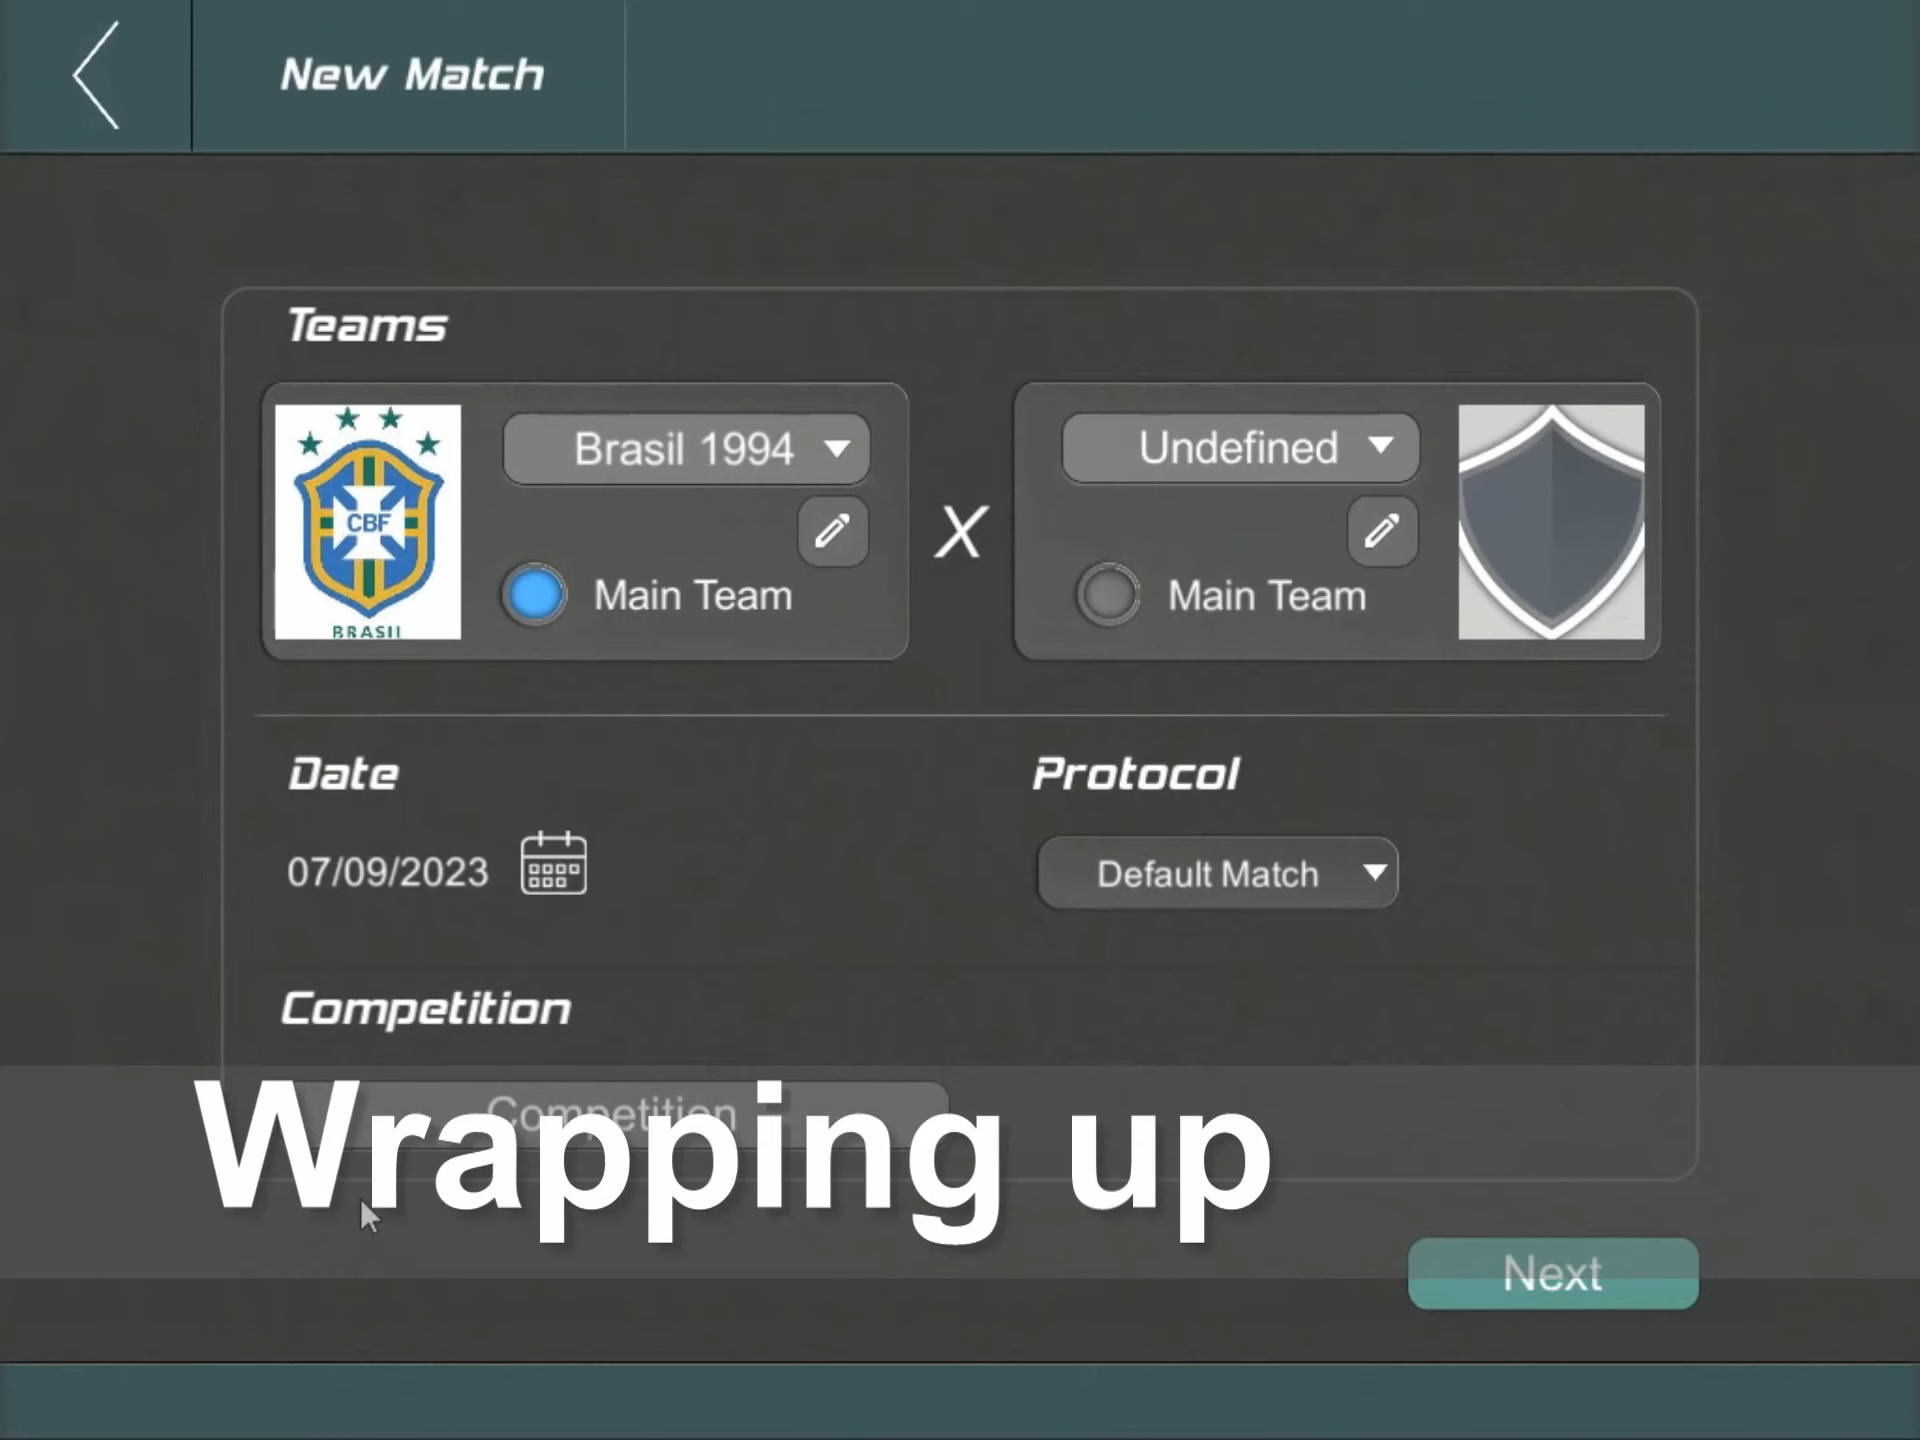 New Match
Teams
CBF
BRASIL
Brasil 1994
Main Team
X
Undefined
Main Team
Date
07/09/2023
Protocol
Default Match
Competition
Competition
Wrapping up
Next